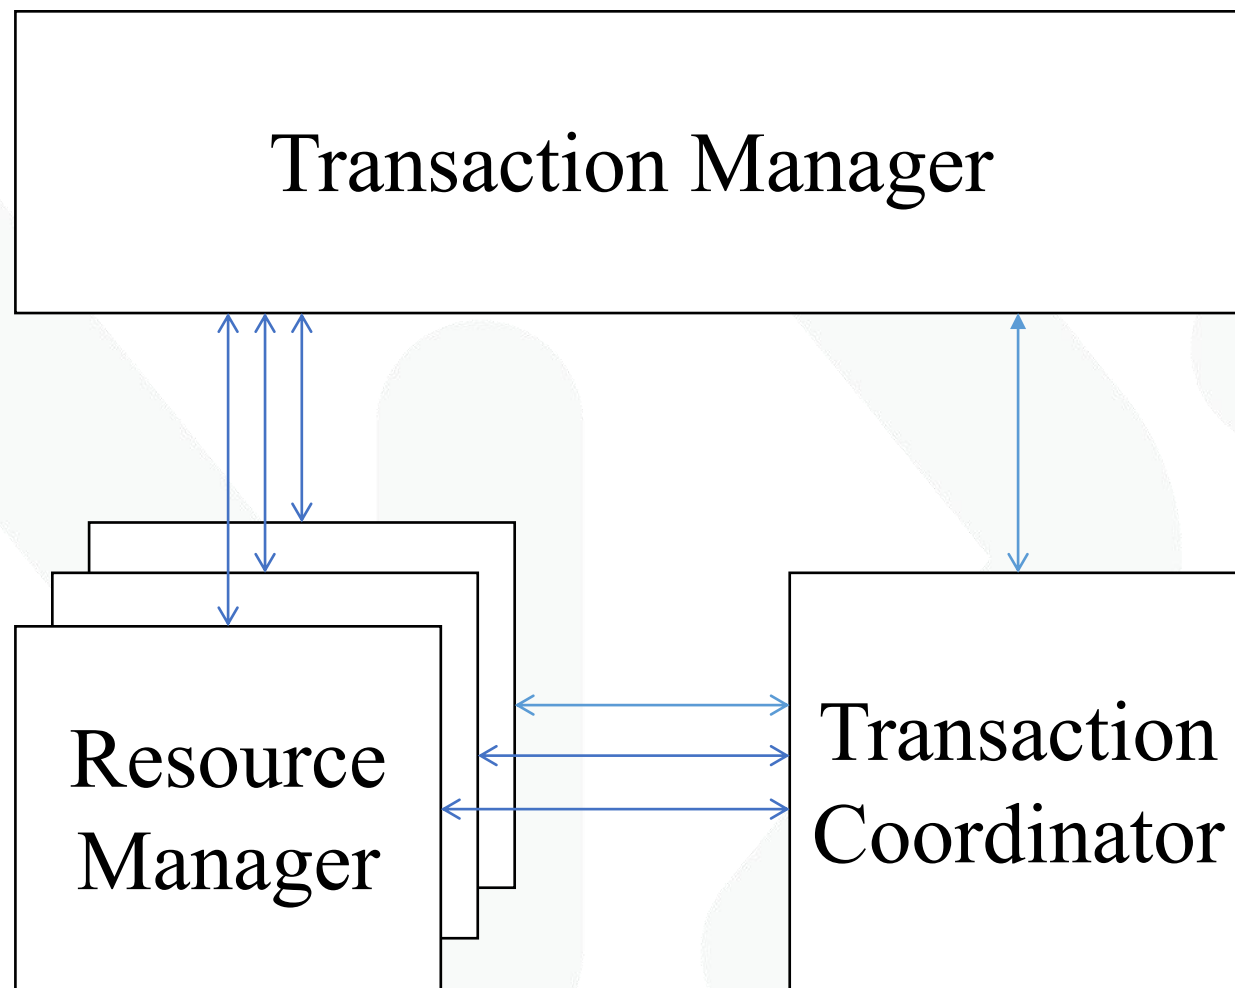 Transaction Manager
Resource
Manager
Transaction
Coordinator